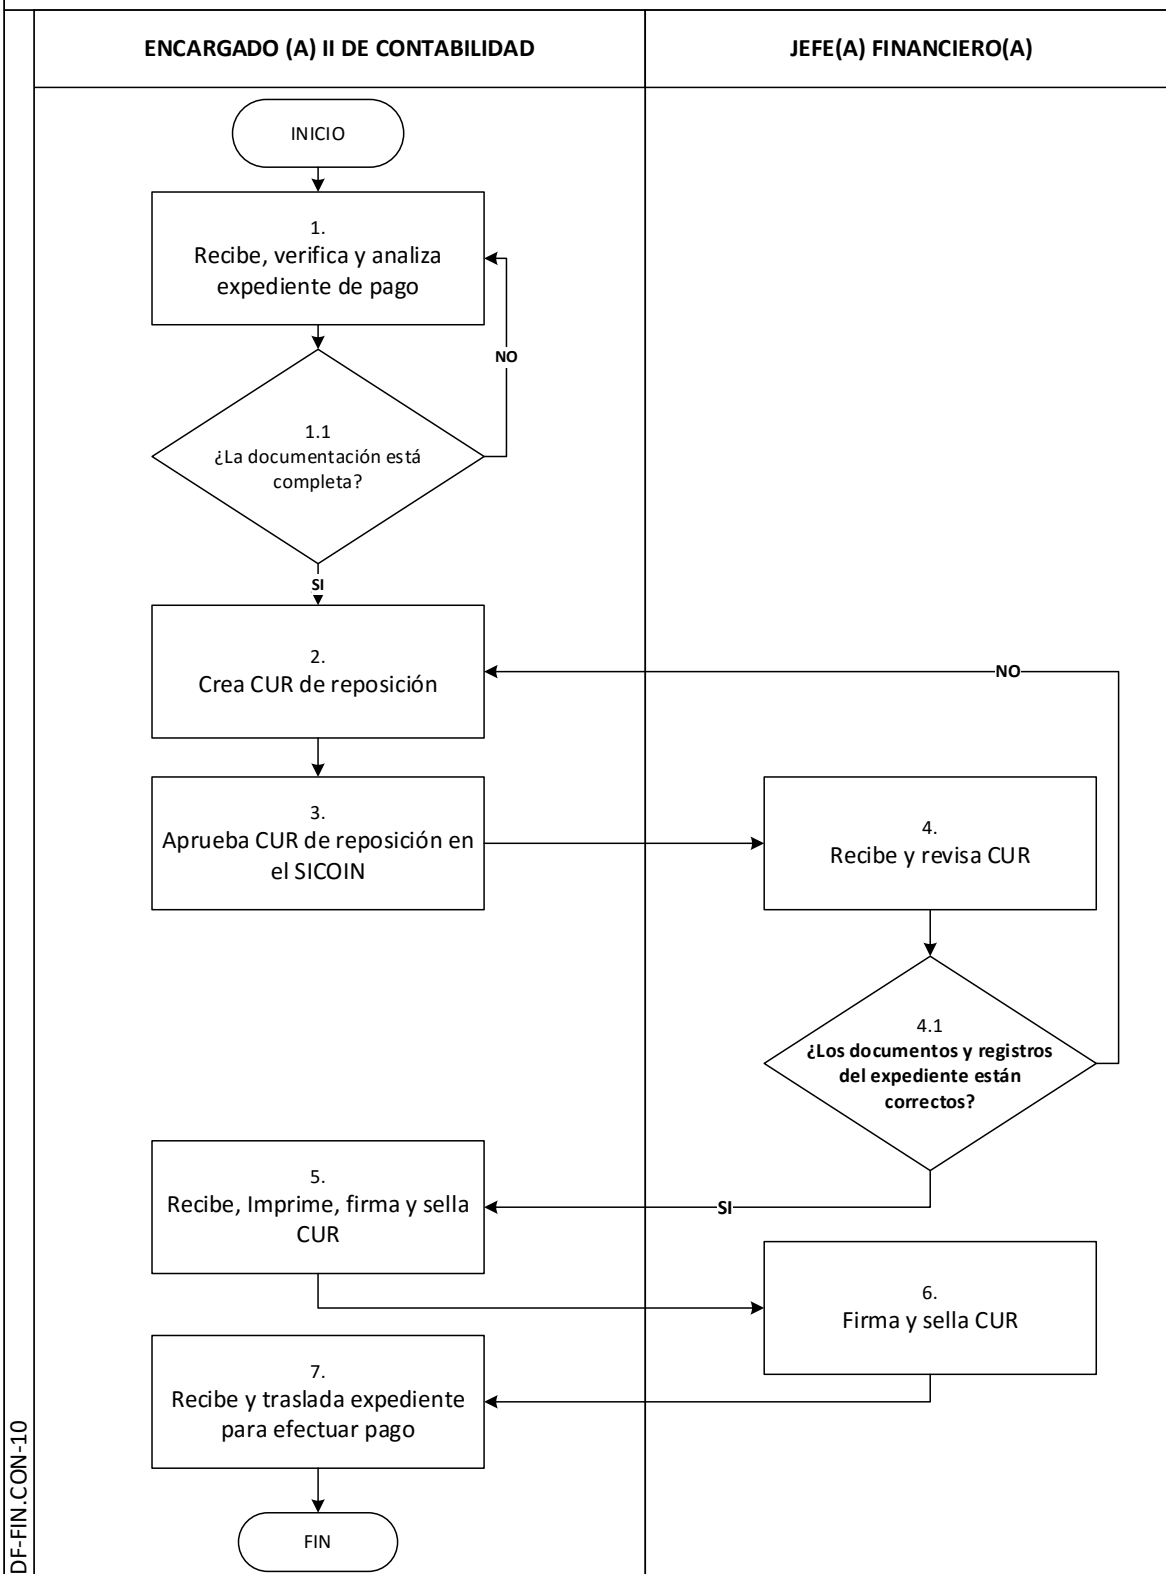 ENCARGADO (A) II DE CONTABILIDAD
JEFE(A) FINANCIERO(A)
INICIO
1.
Recibe, verifica y analiza
expediente de pago
NO
1.1
¿La documentación está
completa?
SI
2.
Crea CUR de reposición
NO
3.
Aprueba CUR de reposición en
el SICOIN
4.
Recibe y revisa CUR
4.1
¿Los documentos y registros
del expediente están
correctos?
SI
5.
Recibe, Imprime, firma y sella
CUR
6.
Firma y sella CUR
7.
Recibe y traslada expediente
para efectuar pago
FIN
DF-FIN.CON-10